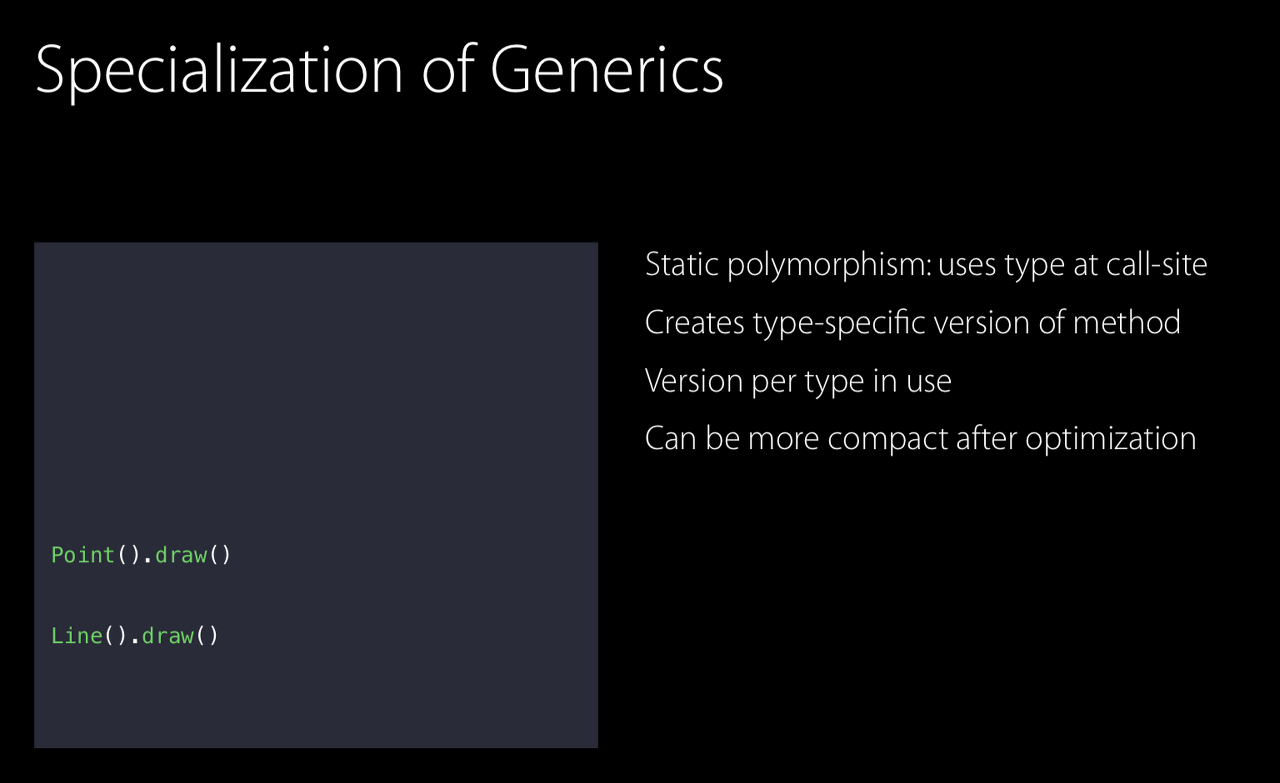 Specialization of Generics
Point().draw()
Line().draw()
Static polymorphism: uses type at call-site
Creates type-specific version of method
Version per type in use
Can be more compact after optimization